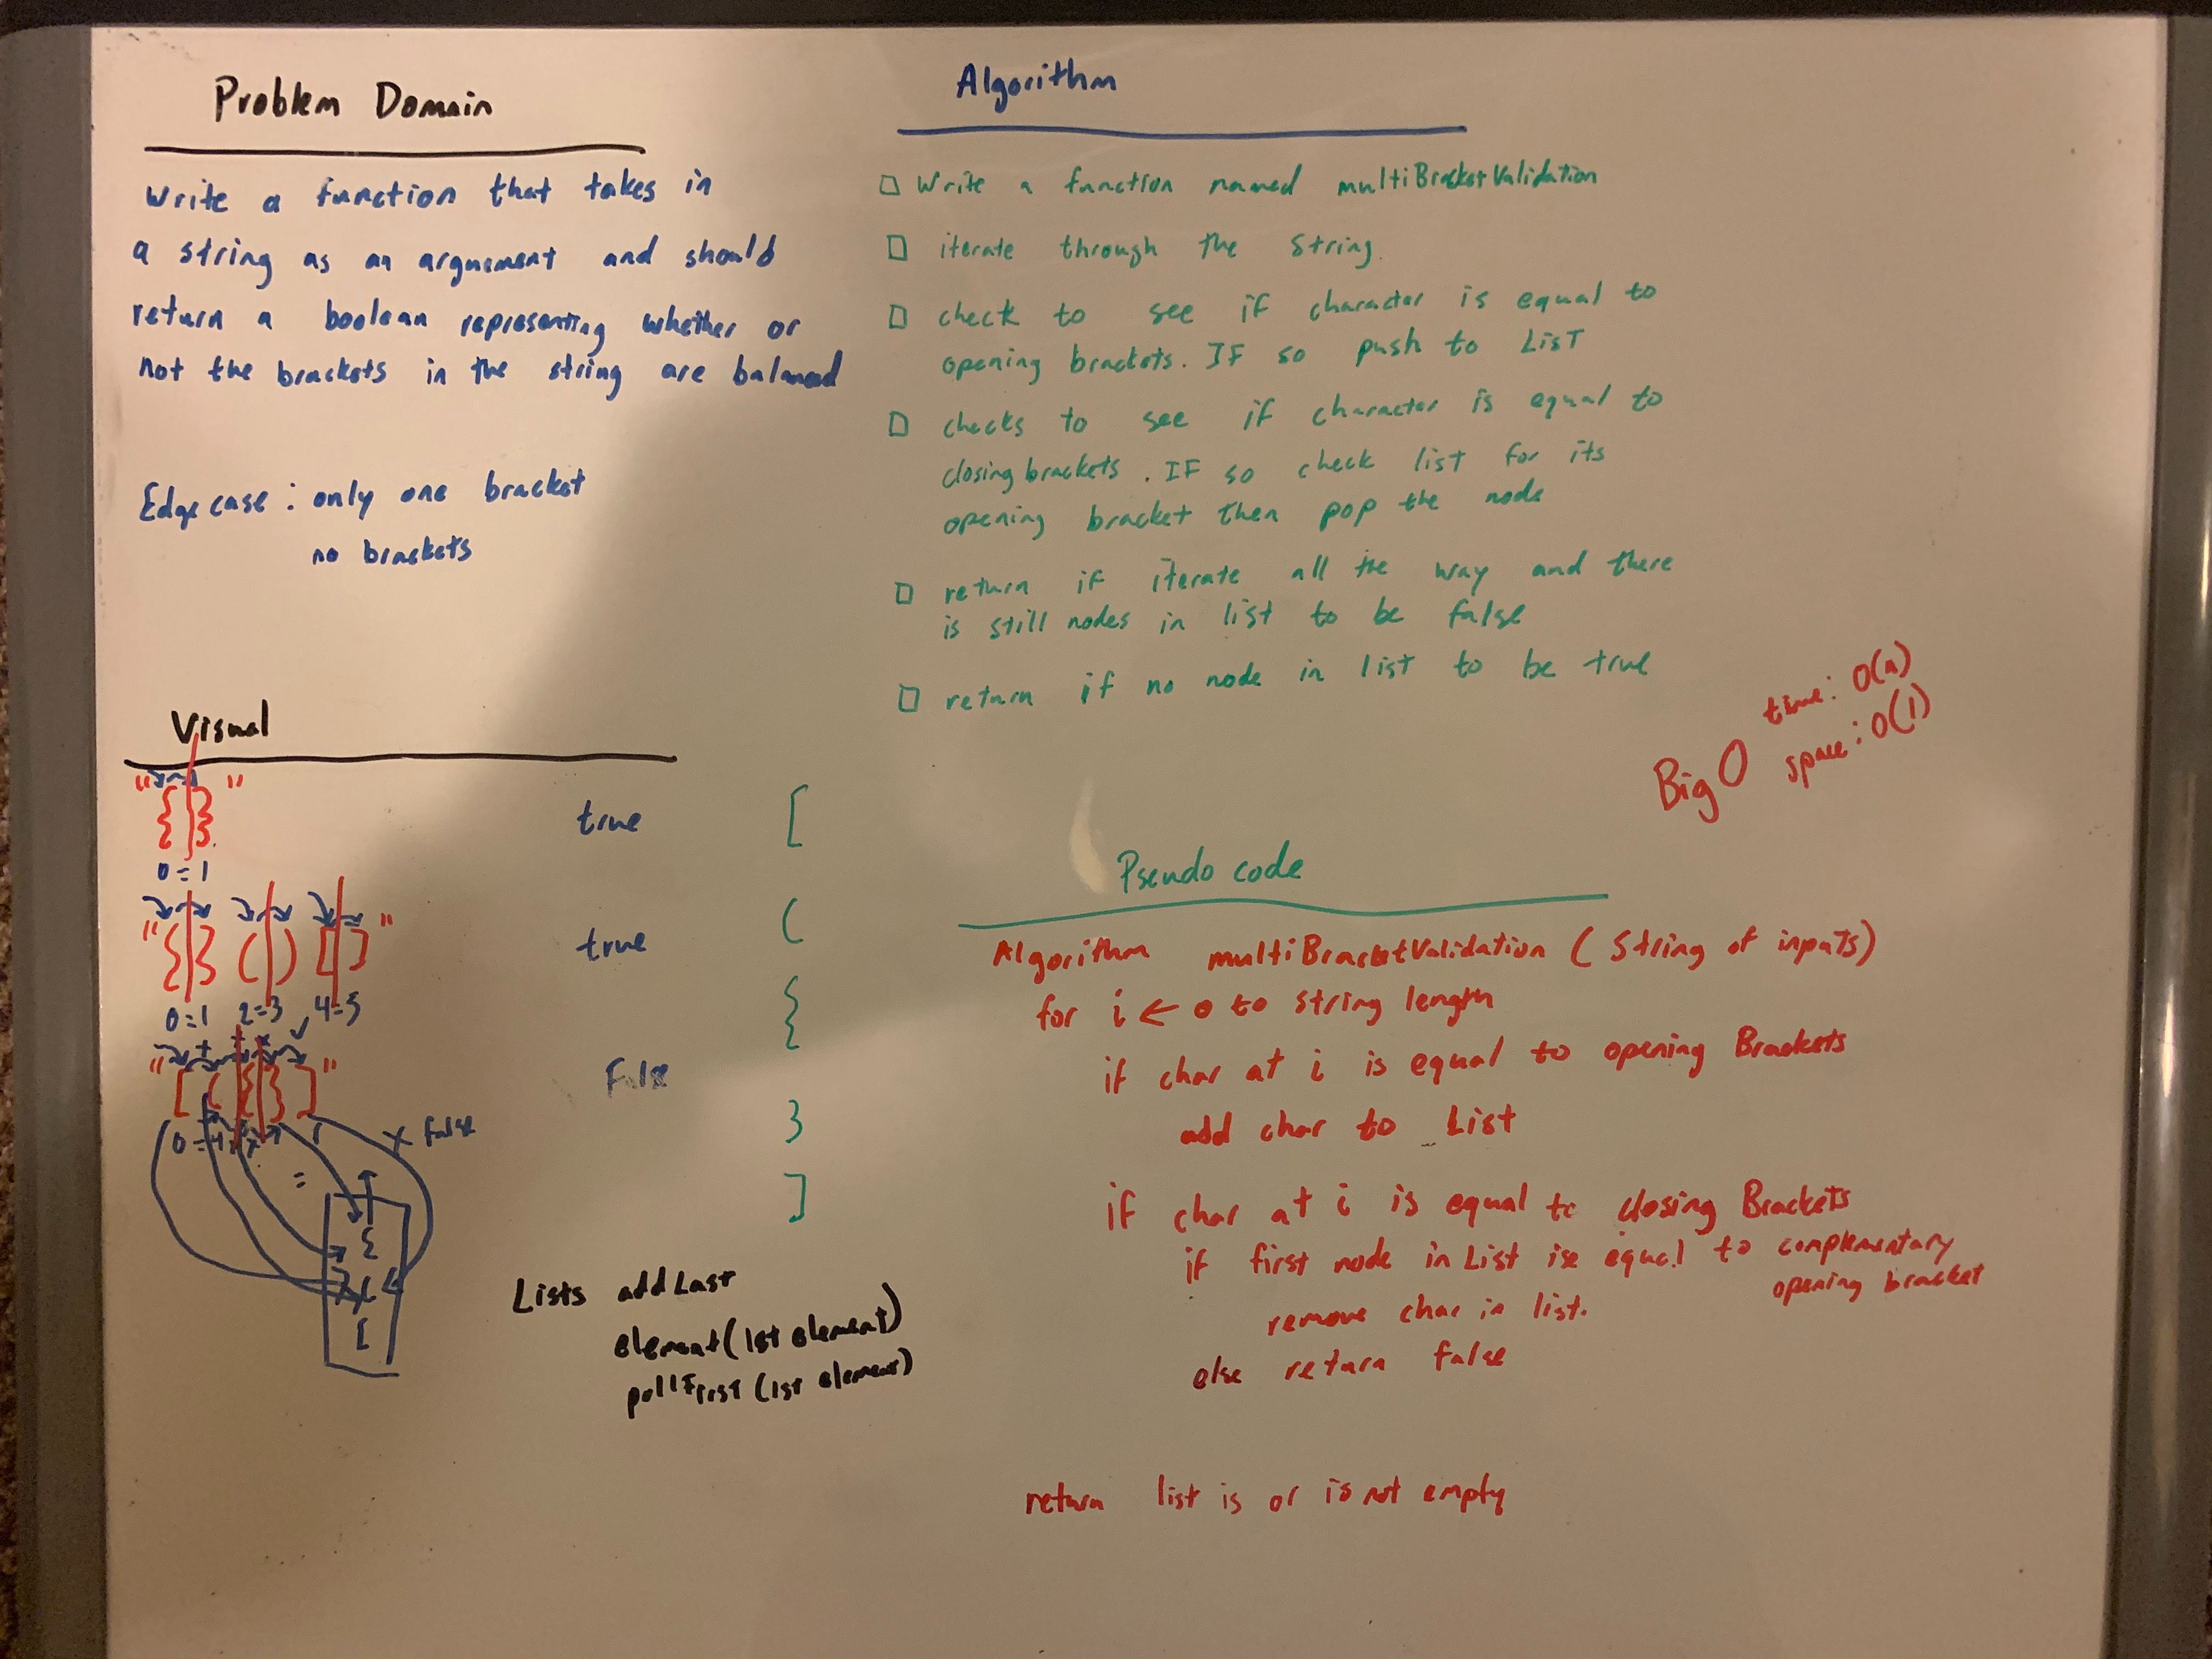 Problem Domain
Write a function that takes in
a string as an arguement and should
return a boolean representing whether or
not the brackets in the string are balanced
Edge case: only one bracket
no brackets
Visual
"{}"
true
0=1
"{} () []"
true
0=1 2=3 4=5
"[({}]"
False
x false
=
{
(
[
[
(
{
}
]
Lists addLast
element(1st element)
pollFirst (1st element)
Algorithm
□ Write a function named multiBracketValidation
□ iterate through the string.
□ check to see if character is equal to
opening brackets. IF so push to LisT
□ checks to see if character is equal to
closing brackets. IF so check list for its
opening bracket then pop the node
□ return if iterate all the way and there
is still nodes in list to be false
□ return if no node in list to be true
Big O
time: O(n)
space: O(1)
Pseudo code
Algorithm multiBracketValidation (String of inputs)
for i ← 0 to string length
if char at i is equal to opening Brackets
add char to List
if char at i is equal to closing Brackets
if first node in List is equal to complementary
opening bracket
remove char in list.
else return false
return list is or is not empty